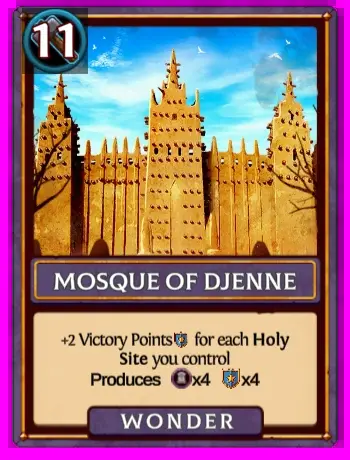 11
MOSQUE OF DJENNE
+2 Victory Points for each Holy
Site you control
Produces x4 x4
WONDER